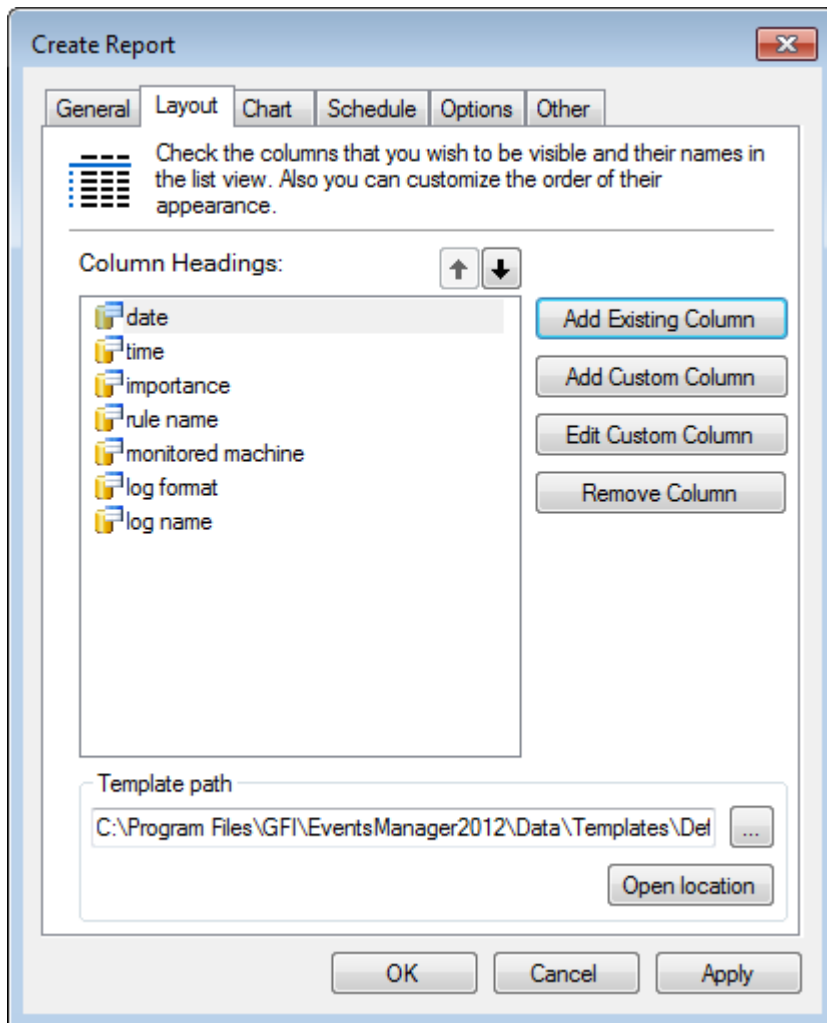 Create Report
General Layout Chart Schedule Options Other
Check the columns that you wish to be visible and their names in
the list view. Also you can customize the order of their
appearance.
Column Headings:
date
time
importance
rule name
monitored machine
log format
log name
Add Existing Column
Add Custom Column
Edit Custom Column
Remove Column
Template path
C:\Program Files\GFI\EventsManager2012\Data\Templates\Def
...
Open location
OK Cancel Apply